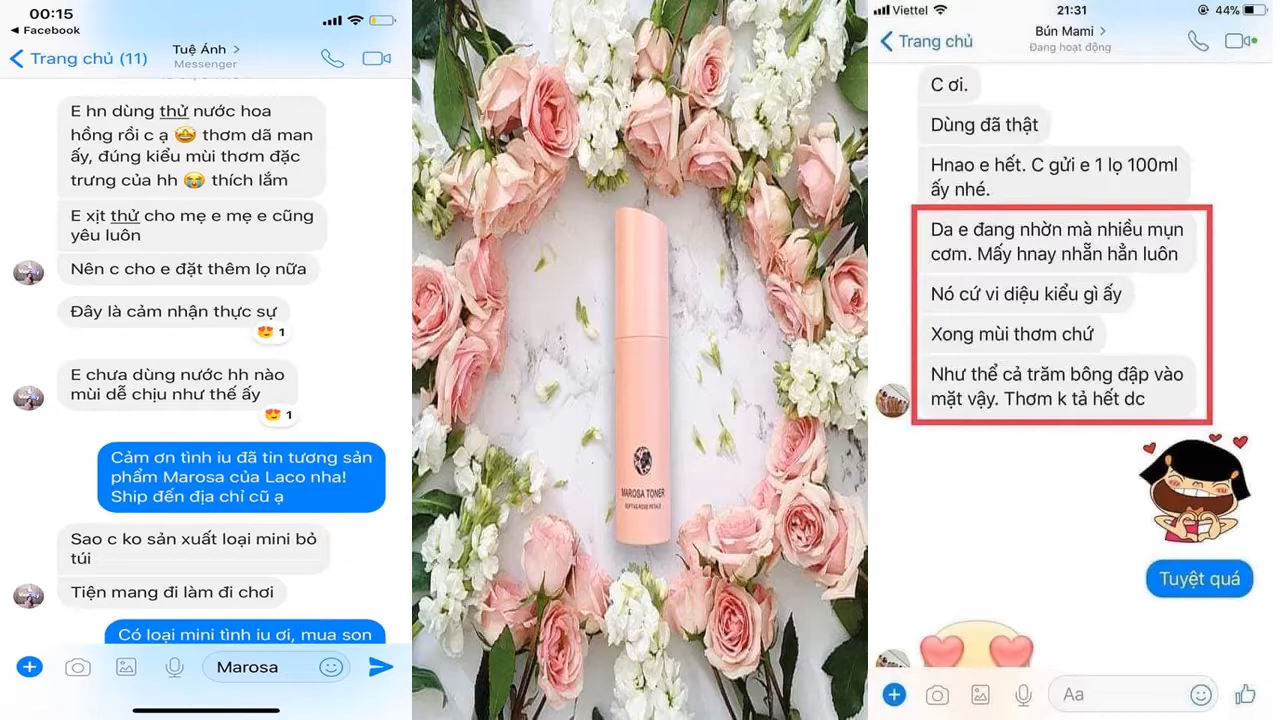 00:15
◄ Facebook
Trang chủ (11)
Tuệ Ánh >
Messenger
E hn dùng thử nước hoa
hồng rồi c ạ 🤩 thơm dã man
ấy, đúng kiểu mùi thơm đặc
trưng của hh 😭 thích lắm
E xịt thử cho mẹ e mẹ e cũng
yêu luôn
Nên c cho e đặt thêm lọ nữa
Đây là cảm nhận thực sự
😍 1
E chưa dùng nước hh nào
mùi dễ chịu như thế ấy
😍 1
Cảm ơn tình iu đã tin tương sản
phẩm Marosa của Laco nha!
Ship đến địa chỉ cũ ạ
Sao c ko sản xuất loại mini bỏ
túi
Tiện mang đi làm đi chơi
Có loại mini tình iu ơi, mua son
Marosa
MAROSA TONER
SOFT AS ROSE PETALS
Viettel
21:31
44%
Trang chủ
Bún Mami >
Đang hoạt động
C ơi.
Dùng đã thật
Hnao e hết. C gửi e 1 lọ 100ml
ấy nhé.
Da e đang nhờn mà nhiều mụn
cơm. Mấy hnay nhẵn hẳn luôn
Nó cứ vi diệu kiểu gì ấy
Xong mùi thơm chứ
Như thể cả trăm bông đập vào
mặt vậy. Thơm k tả hết dc
Tuyệt quá
Aa